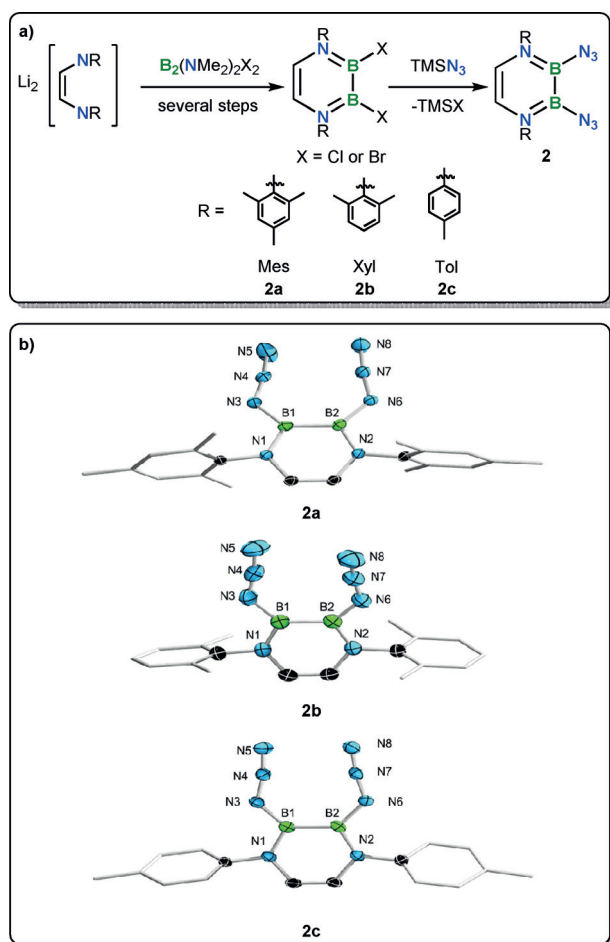 a)
Li2 [ NR NR ]
B2(NMe2)2X2
several steps
R N B X
N B X R
X = Cl or Br
TMSN3
-TMSX
R N B N3
N B N3 R
2
R =
Mes Xyl Tol
2a 2b 2c
b)
N5 N8
N4 N7
N3 N6
B1 B2
N1 N2
2a
N5 N8
N4 N7
N3 N6
B1 B2
N1 N2
2b
N5 N8
N4 N7
N3 N6
B1 B2
N1 N2
2c